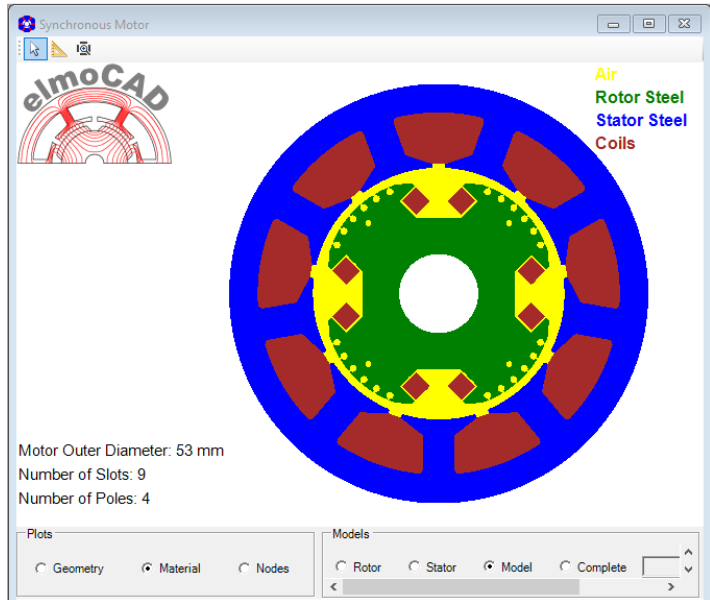 Synchronous Motor
elmoCAD
Air
Rotor Steel
Stator Steel
Coils
Motor Outer Diameter: 53 mm
Number of Slots: 9
Number of Poles: 4
Plots
Geometry
Material
Nodes
Models
Rotor
Stator
Model
Complete